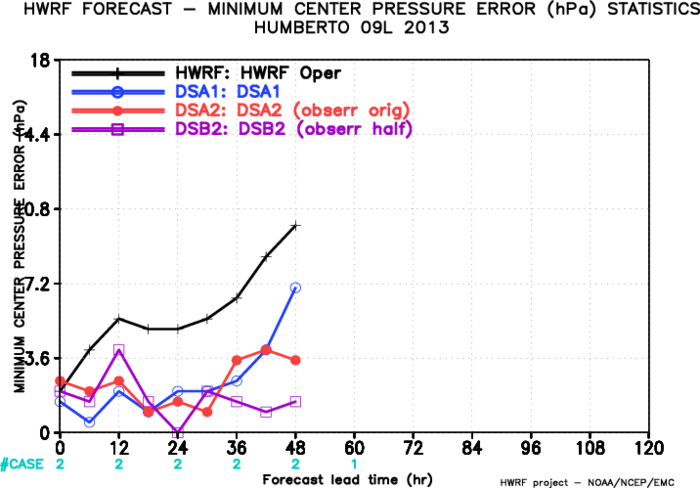 HWRF FORECAST – MINIMUM CENTER PRESSURE ERROR (hPa) STATISTICS
HUMBERTO 09L 2013
18
HWRF: HWRF Oper
DSA1: DSA1
DSA2: DSA2 (obserr orig)
DSB2: DSB2 (obserr half)
MINIMUM CENTER PRESSURE ERROR (hPa)
14.4
10.8
7.2
3.6
0
0 12 24 36 48 60 72 84 96 108 120
#CASE 2 2 2 2 2 1
Forecast lead time (hr)
HWRF project – NOAA/NCEP/EMC